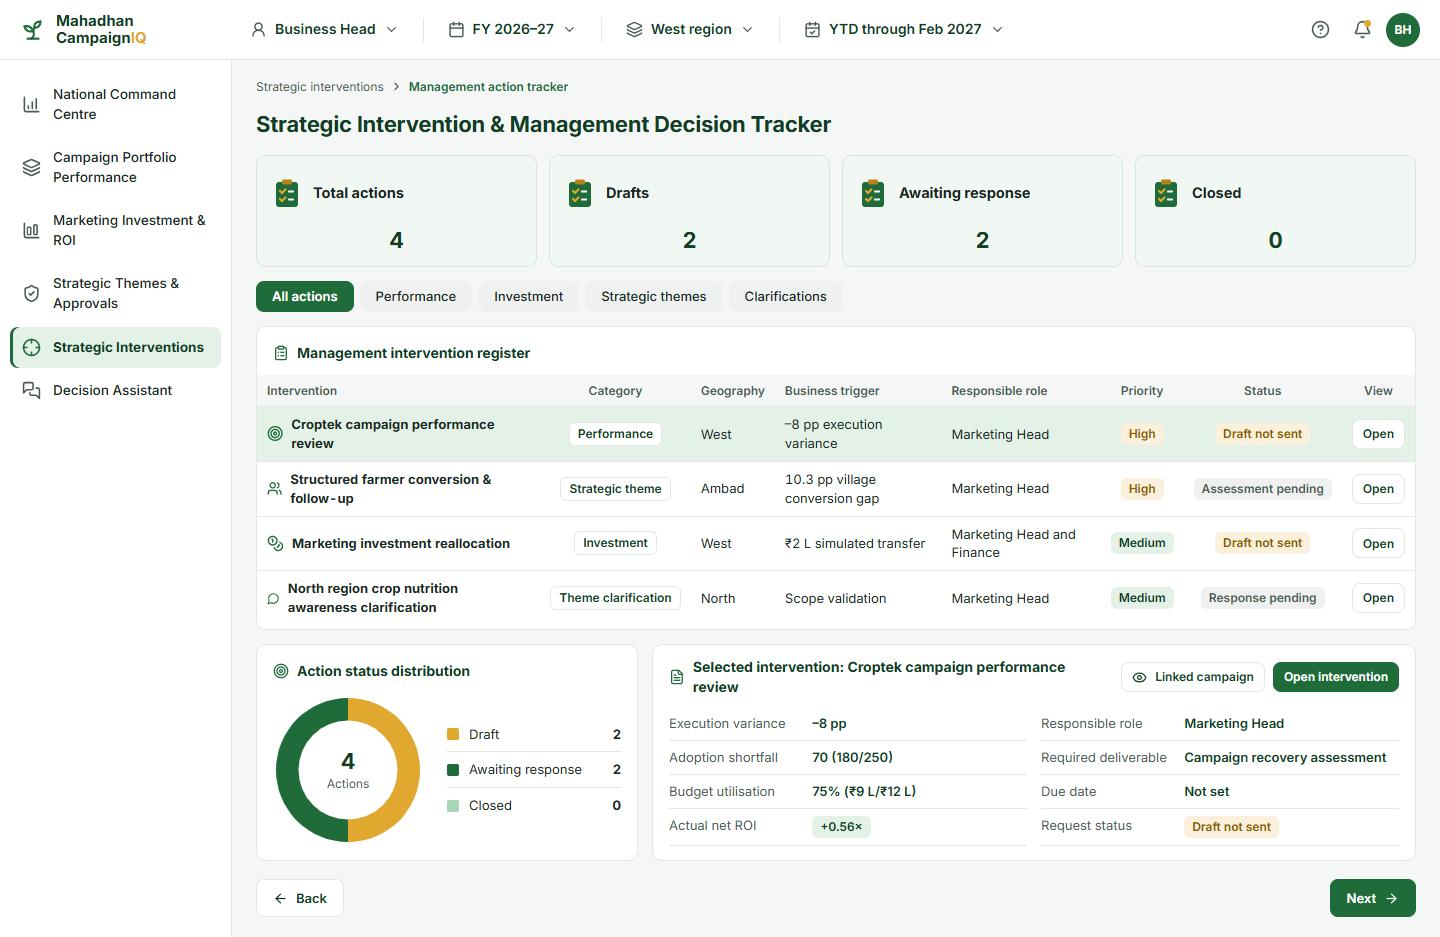 Mahadhan
CampaignIQ
Business Head
FY 2026–27
West region
YTD through Feb 2027
BH
National Command
Centre
Campaign Portfolio
Performance
Marketing Investment &
ROI
Strategic Themes &
Approvals
Strategic Interventions
Decision Assistant
Strategic interventions > Management action tracker
Strategic Intervention & Management Decision Tracker
Total actions
4
Drafts
2
Awaiting response
2
Closed
0
All actions
Performance
Investment
Strategic themes
Clarifications
Management intervention register
Intervention Category Geography Business trigger Responsible role Priority Status View
Croptek campaign performance
review
Performance
West
−8 pp execution
variance
Marketing Head
High
Draft not sent
Open
Structured farmer conversion &
follow-up
Strategic theme
Ambad
10.3 pp village
conversion gap
Marketing Head
High
Assessment pending
Open
Marketing investment reallocation
Investment
West
₹2 L simulated transfer
Marketing Head and
Finance
Medium
Draft not sent
Open
North region crop nutrition
awareness clarification
Theme clarification
North
Scope validation
Marketing Head
Medium
Response pending
Open
Action status distribution
4
Actions
Draft 2
Awaiting response 2
Closed 0
Selected intervention: Croptek campaign performance
review
Linked campaign
Open intervention
Execution variance −8 pp
Adoption shortfall 70 (180/250)
Budget utilisation 75% (₹9 L/₹12 L)
Actual net ROI +0.56×
Responsible role Marketing Head
Required deliverable Campaign recovery assessment
Due date Not set
Request status Draft not sent
Back
Next